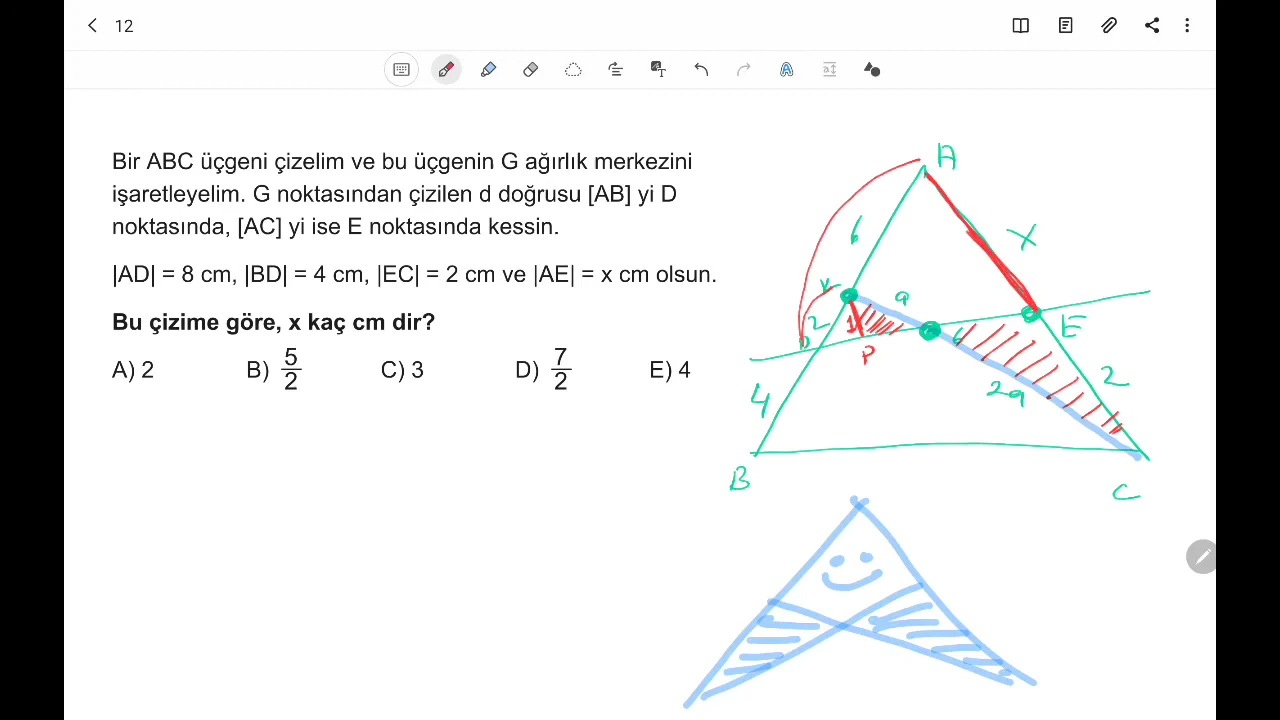 12
Bir ABC üçgeni çizelim ve bu üçgenin G ağırlık merkezini
işaretleyelim. G noktasından çizilen d doğrusu [AB] yi D
noktasında, [AC] yi ise E noktasında kessin.
|AD| = 8 cm, |BD| = 4 cm, |EC| = 2 cm ve |AE| = x cm olsun.
Bu çizime göre, x kaç cm dir?
A) 2 B) 5/2 C) 3 D) 7/2 E) 4
A
6
x
K
a
2
1
D
P
G
E
4
2a
2
B
C